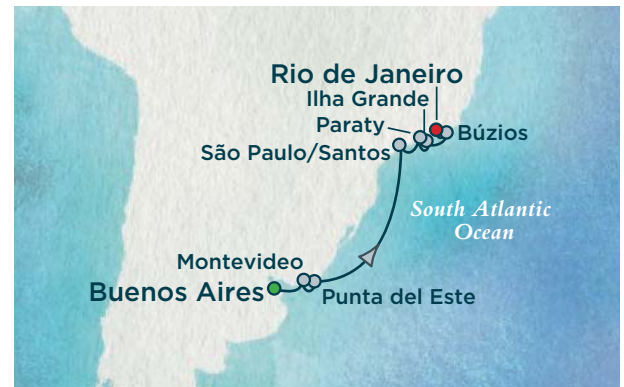 Rio de Janeiro
Ilha Grande
Paraty
Búzios
São Paulo/Santos
South Atlantic
Ocean
Montevideo
Buenos Aires
Punta del Este